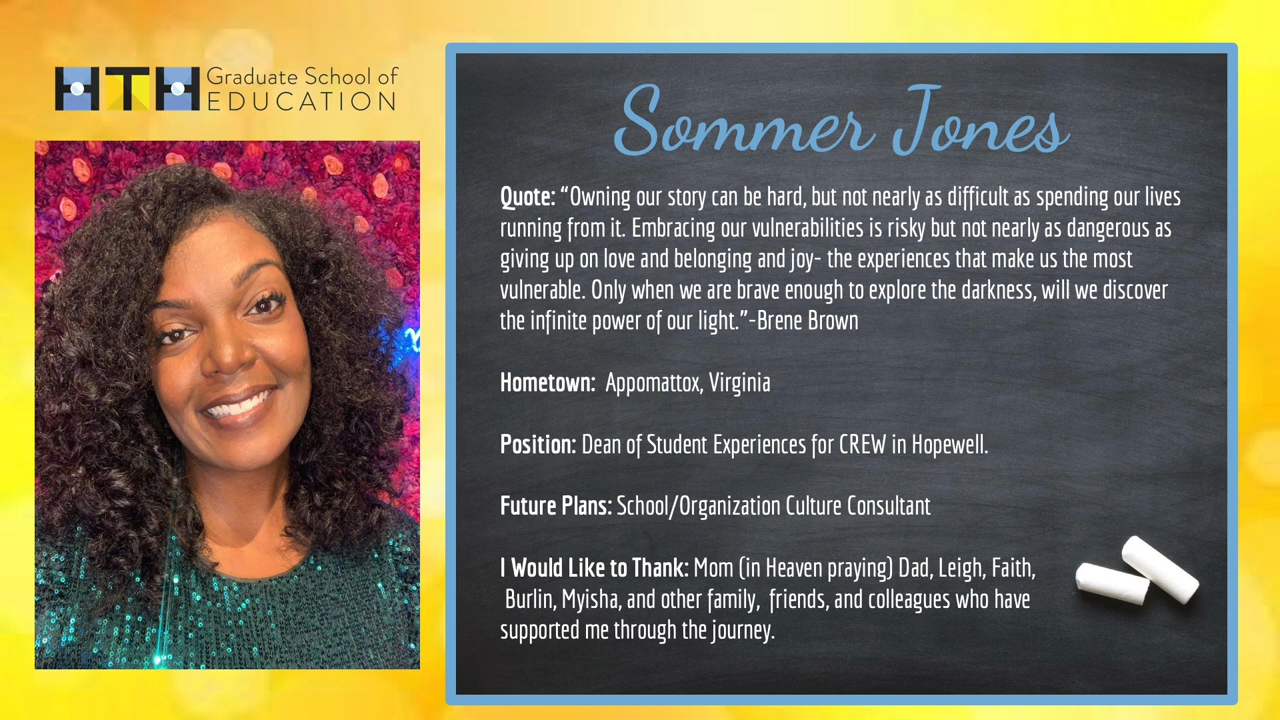 HTH Graduate School of
EDUCATION
Sommer Jones
Quote: “Owning our story can be hard, but not nearly as difficult as spending our lives
running from it. Embracing our vulnerabilities is risky but not nearly as dangerous as
giving up on love and belonging and joy- the experiences that make us the most
vulnerable. Only when we are brave enough to explore the darkness, will we discover
the infinite power of our light.”-Brene Brown
Hometown: Appomattox, Virginia
Position: Dean of Student Experiences for CREW in Hopewell.
Future Plans: School/Organization Culture Consultant
I Would Like to Thank: Mom (in Heaven praying) Dad, Leigh, Faith,
Burlin, Myisha, and other family, friends, and colleagues who have
supported me through the journey.